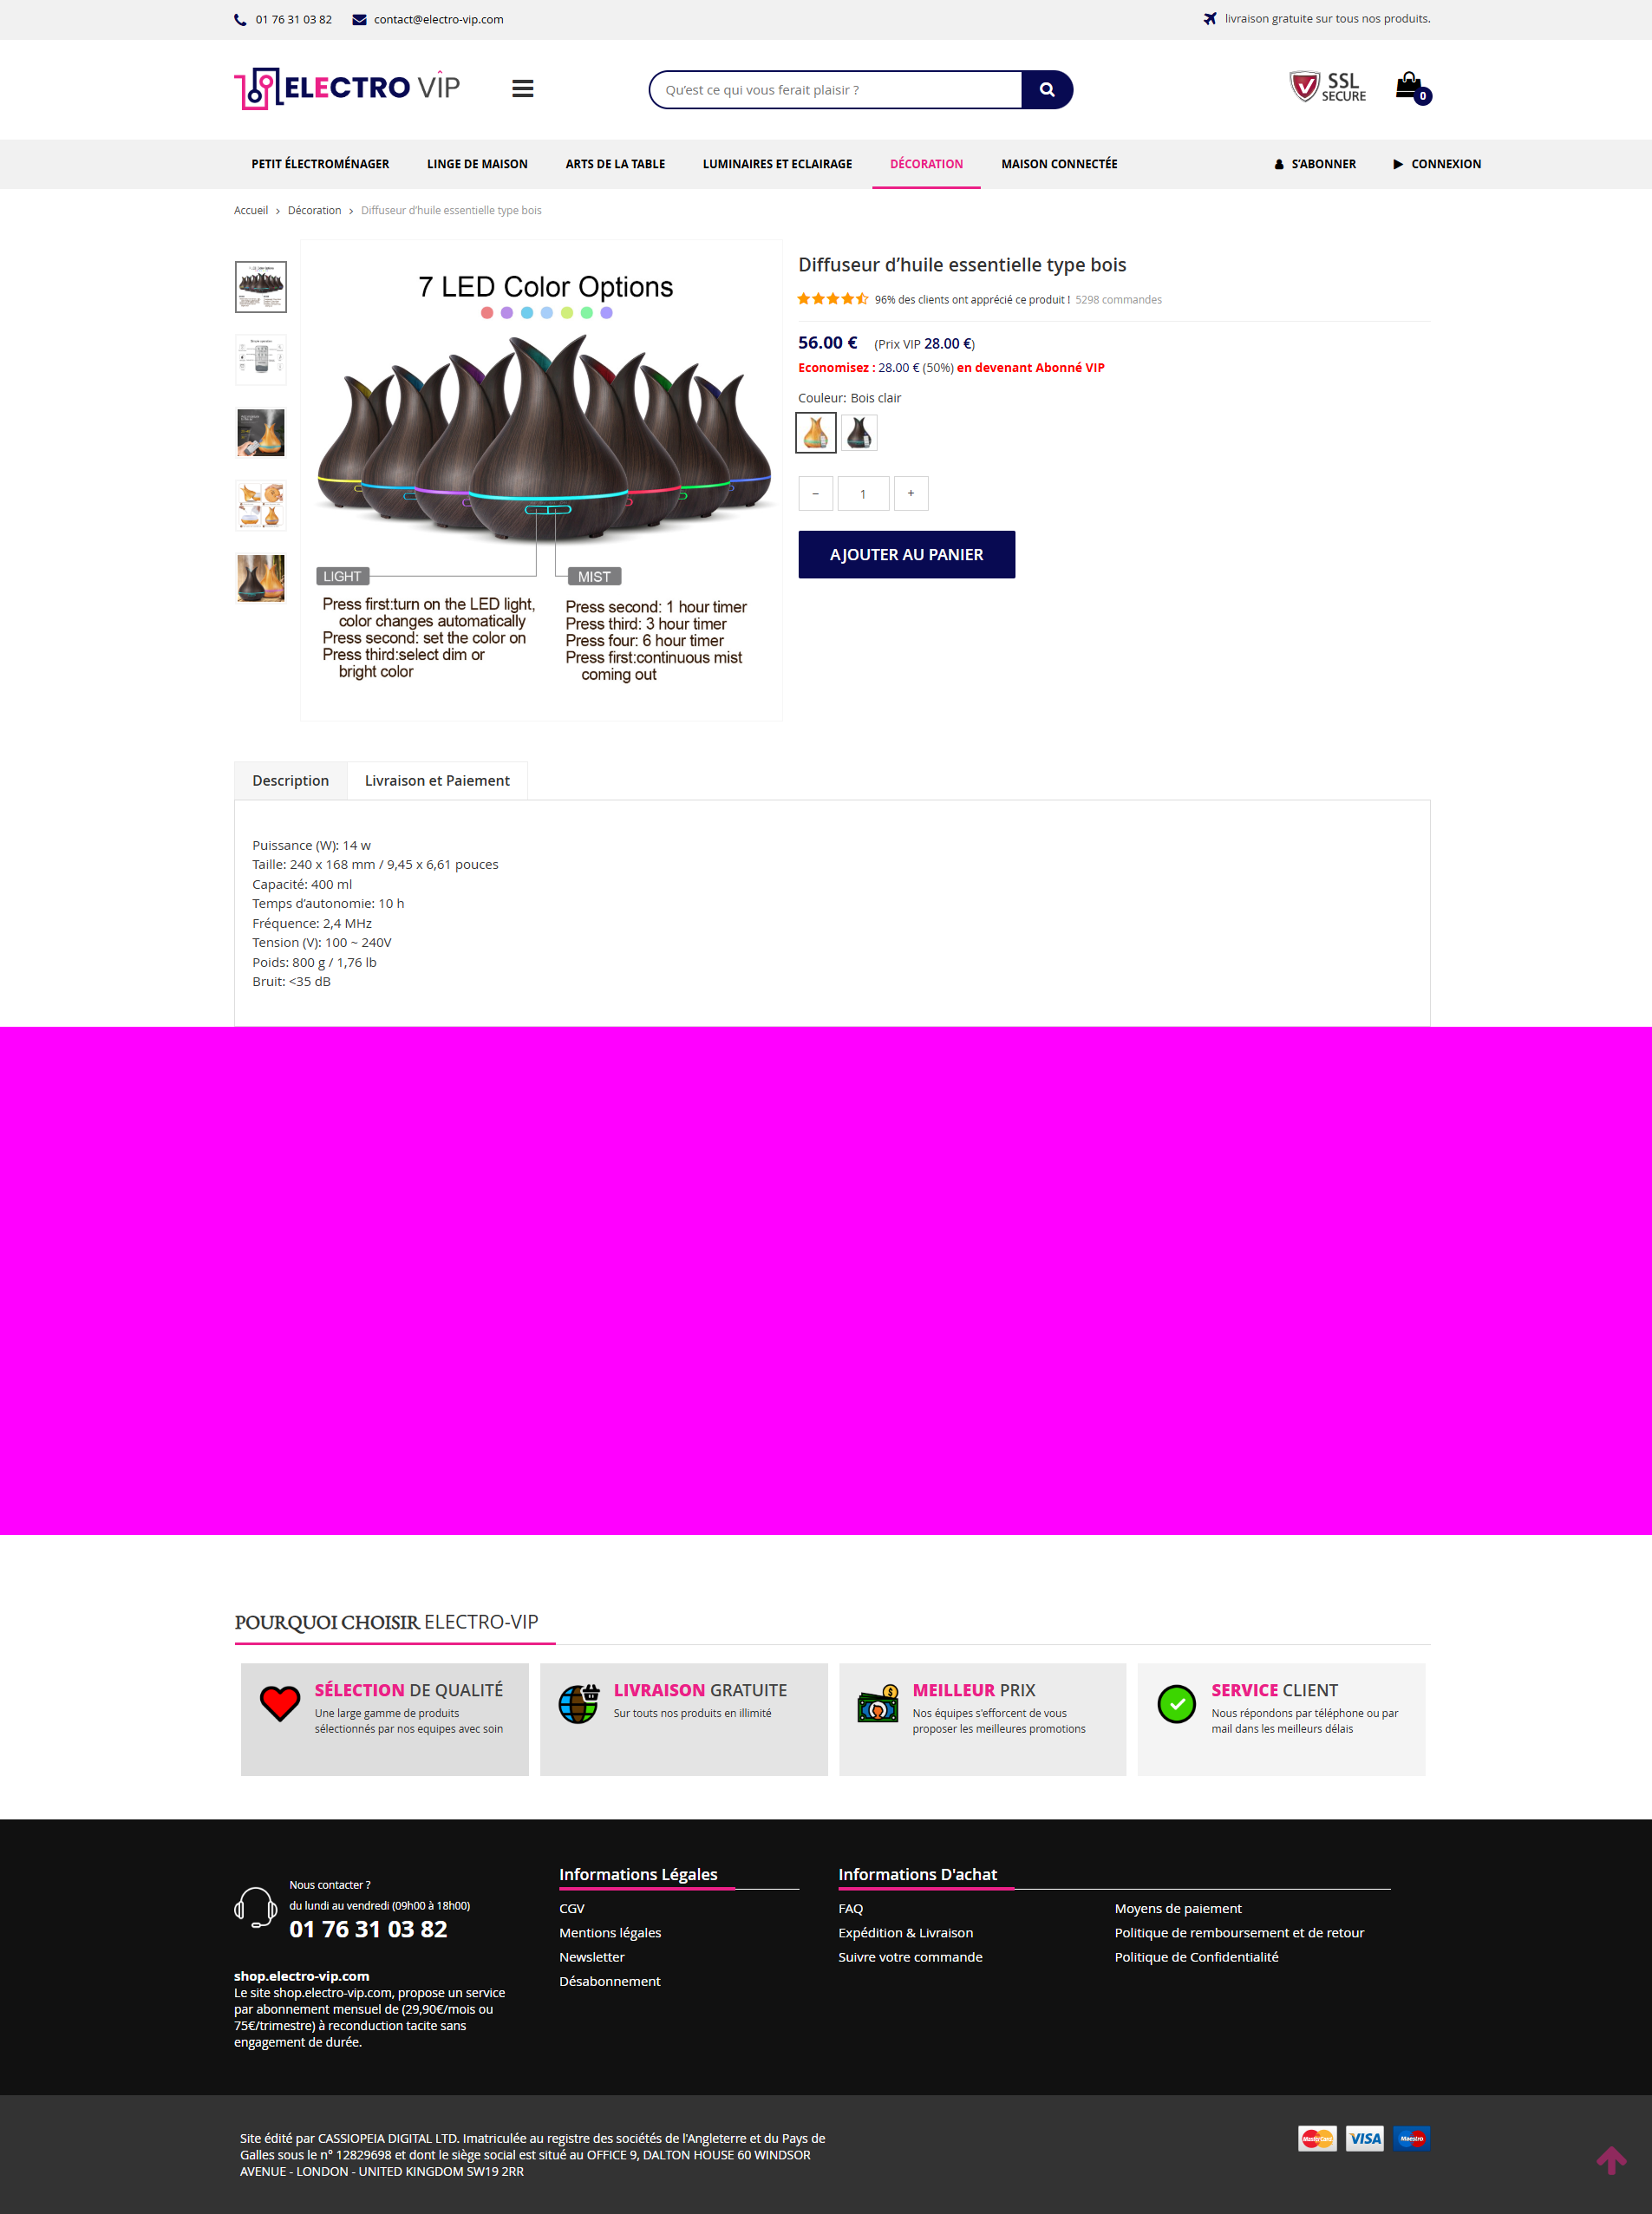 01 76 31 03 82
contact@electro-vip.com
livraison gratuite sur tous nos produits.
ELECTRO VIP
Qu'est ce qui vous ferait plaisir ?
SSL
SECURE
0
PETIT ÉLECTROMÉNAGER
LINGE DE MAISON
ARTS DE LA TABLE
LUMINAIRES ET ECLAIRAGE
DÉCORATION
MAISON CONNECTÉE
S'ABONNER
CONNEXION
Accueil > Décoration > Diffuseur d'huile essentielle type bois
7 LED Color Options
LIGHT
Press first:turn on the LED light,
color changes automatically
Press second: set the color on
Press third:select dim or
bright color
MIST
Press second: 1 hour timer
Press third: 3 hour timer
Press four: 6 hour timer
Press first:continuous mist
coming out
Diffuseur d'huile essentielle type bois
96% des clients ont apprécié ce produit ! 5298 commandes
56.00 € (Prix VIP 28.00 €)
Economisez : 28.00 € (50%) en devenant Abonné VIP
Couleur: Bois clair
− 1 +
AJOUTER AU PANIER
Description
Livraison et Paiement
Puissance (W): 14 w
Taille: 240 x 168 mm / 9,45 x 6,61 pouces
Capacité: 400 ml
Temps d'autonomie: 10 h
Fréquence: 2,4 MHz
Tension (V): 100 ~ 240V
Poids: 800 g / 1,76 lb
Bruit: <35 dB
POURQUOI CHOISIR ELECTRO-VIP
SÉLECTION DE QUALITÉ
Une large gamme de produits
sélectionnés par nos equipes avec soin
LIVRAISON GRATUITE
Sur touts nos produits en illimité
MEILLEUR PRIX
Nos équipes s'efforcent de vous
proposer les meilleures promotions
SERVICE CLIENT
Nous répondons par téléphone ou par
mail dans les meilleurs délais
Nous contacter ?
du lundi au vendredi (09h00 à 18h00)
01 76 31 03 82
shop.electro-vip.com
Le site shop.electro-vip.com, propose un service
par abonnement mensuel de (29,90€/mois ou
75€/trimestre) à reconduction tacite sans
engagement de durée.
Informations Légales
CGV
Mentions légales
Newsletter
Désabonnement
Informations D'achat
FAQ
Expédition & Livraison
Suivre votre commande
Moyens de paiement
Politique de remboursement et de retour
Politique de Confidentialité
Site édité par CASSIOPEIA DIGITAL LTD. Imatriculée au registre des sociétés de l'Angleterre et du Pays de
Galles sous le n° 12829698 et dont le siège social est situé au OFFICE 9, DALTON HOUSE 60 WINDSOR
AVENUE - LONDON - UNITED KINGDOM SW19 2RR
MasterCard
VISA
Maestro